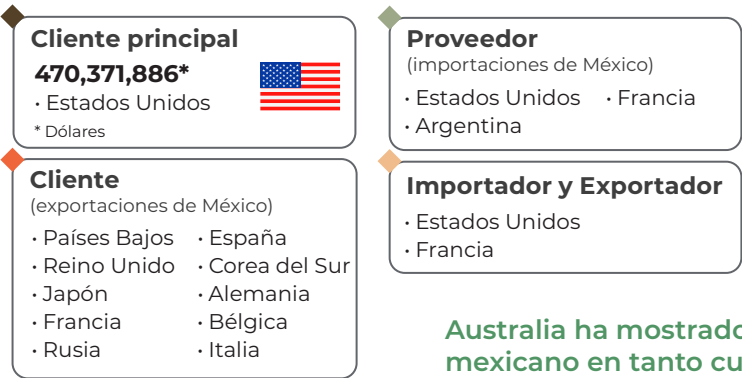 Cliente principal
470,371,886*
· Estados Unidos
* Dólares
Cliente
(exportaciones de México)
· Países Bajos
· Reino Unido
· Japón
· Francia
· Rusia
· España
· Corea del Sur
· Alemania
· Bélgica
· Italia
Proveedor
(importaciones de México)
· Estados Unidos · Francia
· Argentina
Importador y Exportador
· Estados Unidos
· Francia
Australia ha mostrado
mexicano en tanto cu